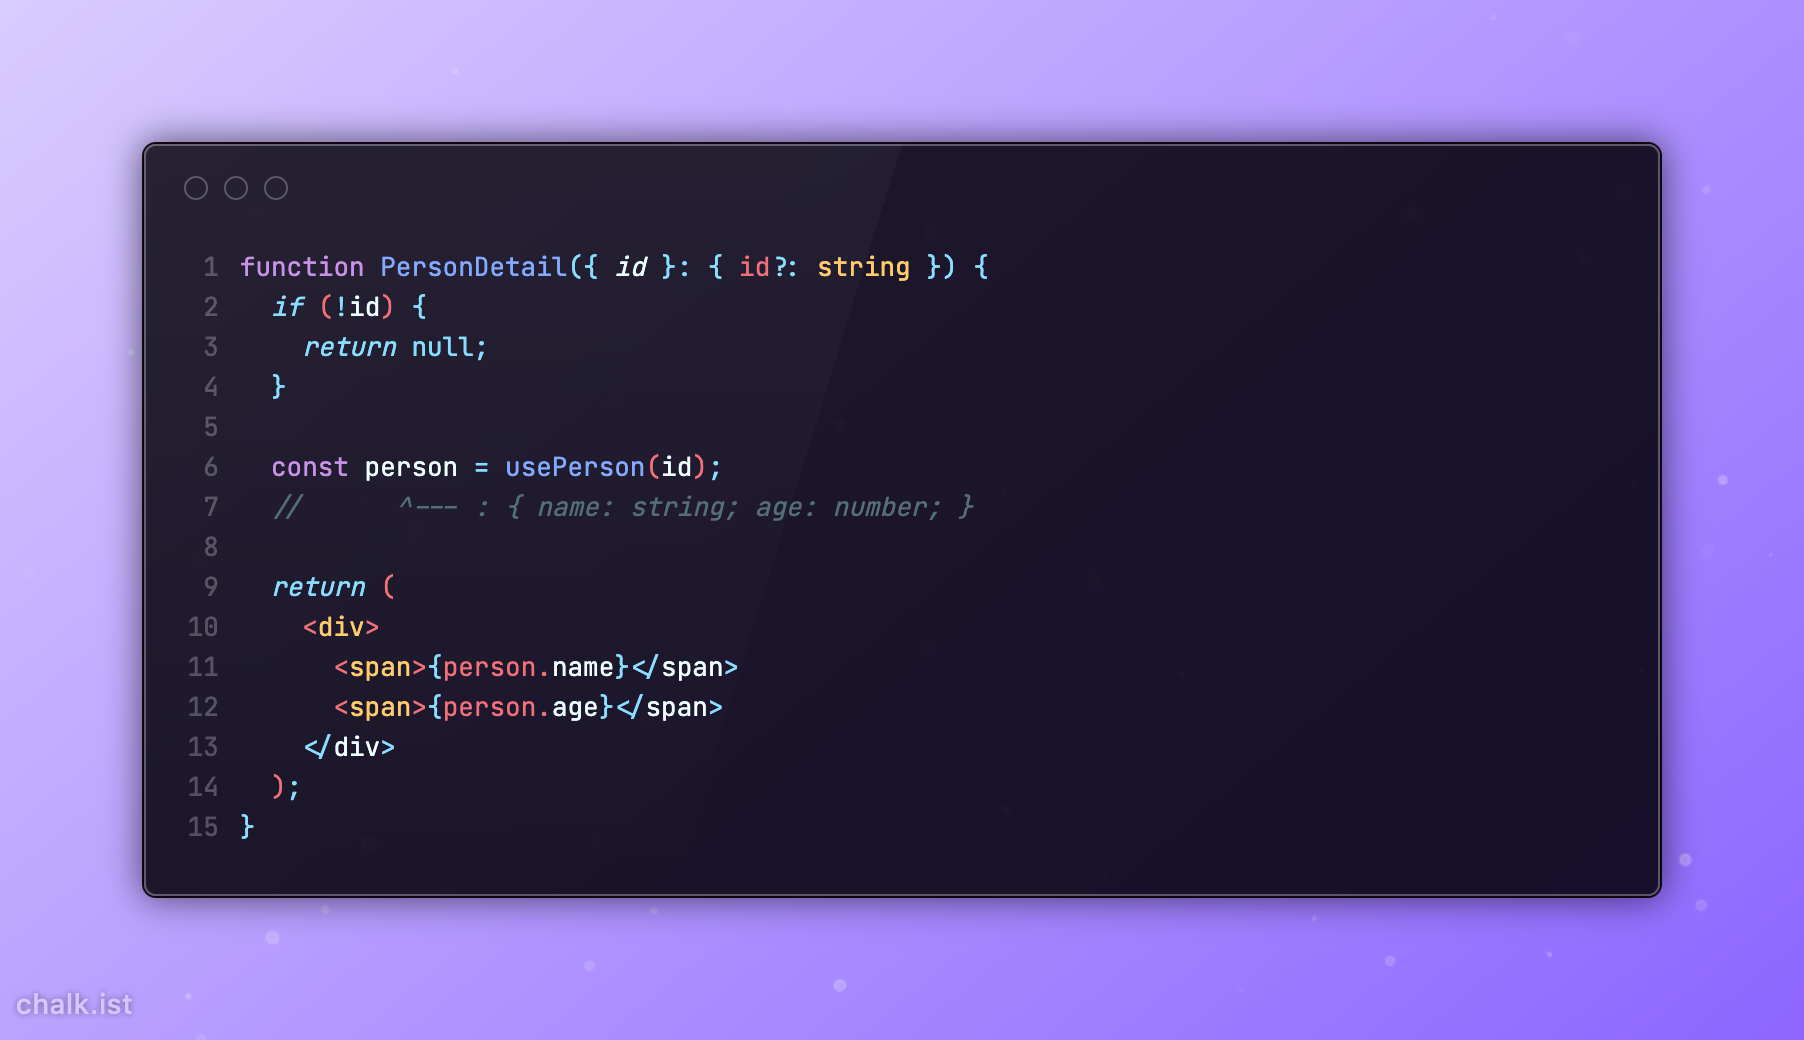 1 function PersonDetail({ id }: { id?: string }) {
2   if (!id) {
3     return null;
4   }
5
6   const person = usePerson(id);
7   //      ^--- : { name: string; age: number; }
8
9   return (
10     <div>
11       <span>{person.name}</span>
12       <span>{person.age}</span>
13     </div>
14   );
15 }
chalk.ist